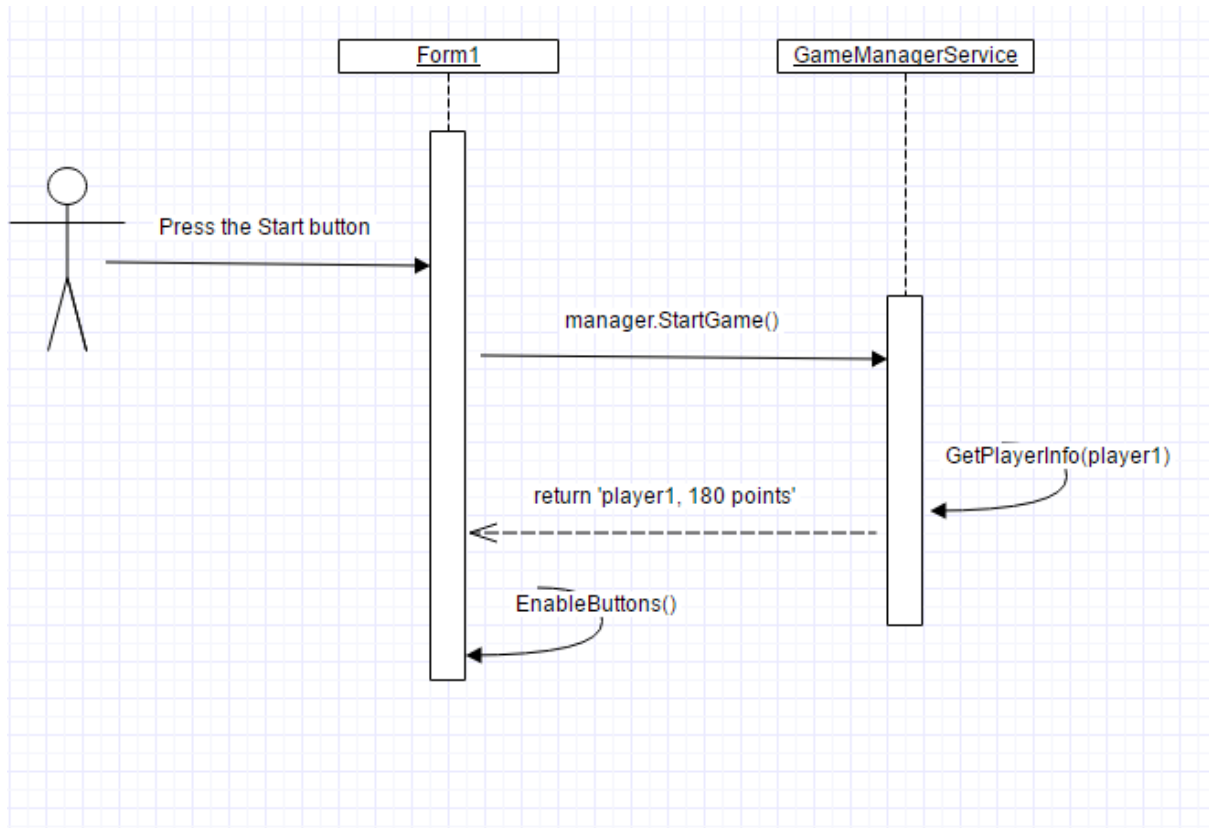 Form1
GameManagerService
Press the Start button
manager.StartGame()
GetPlayerInfo(player1)
return 'player1, 180 points'
EnableButtons()